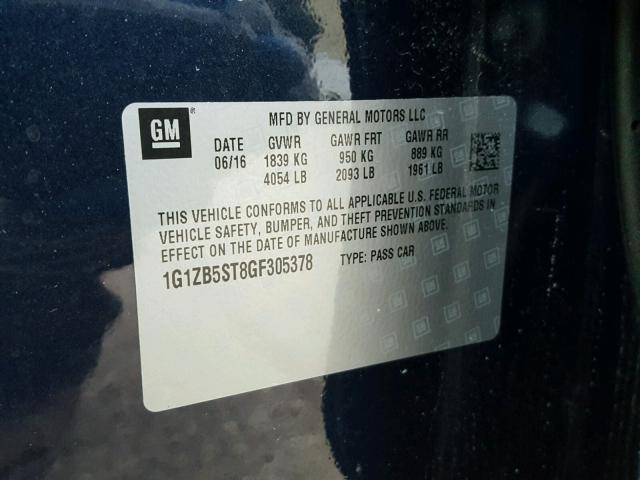 GM
MFD BY GENERAL MOTORS LLC
DATE GVWR GAWR FRT GAWR RR
06/16 1839 KG 950 KG 889 KG
4054 LB 2093 LB 1961 LB
THIS VEHICLE CONFORMS TO ALL APPLICABLE U.S. FEDERAL MOTOR
VEHICLE SAFETY, BUMPER, AND THEFT PREVENTION STANDARDS IN
EFFECT ON THE DATE OF MANUFACTURE SHOWN ABOVE.
1G1ZB5ST8GF305378 TYPE: PASS CAR